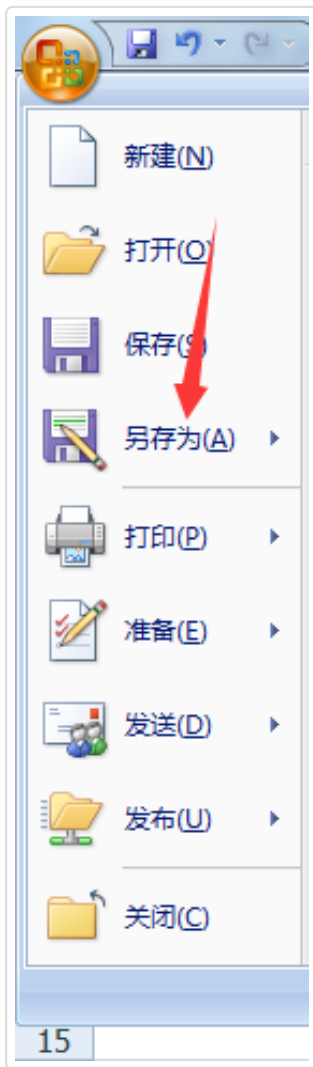 新建(N)
打开(O)
保存(S)
另存为(A)
打印(P)
准备(E)
发送(D)
发布(U)
关闭(C)
15